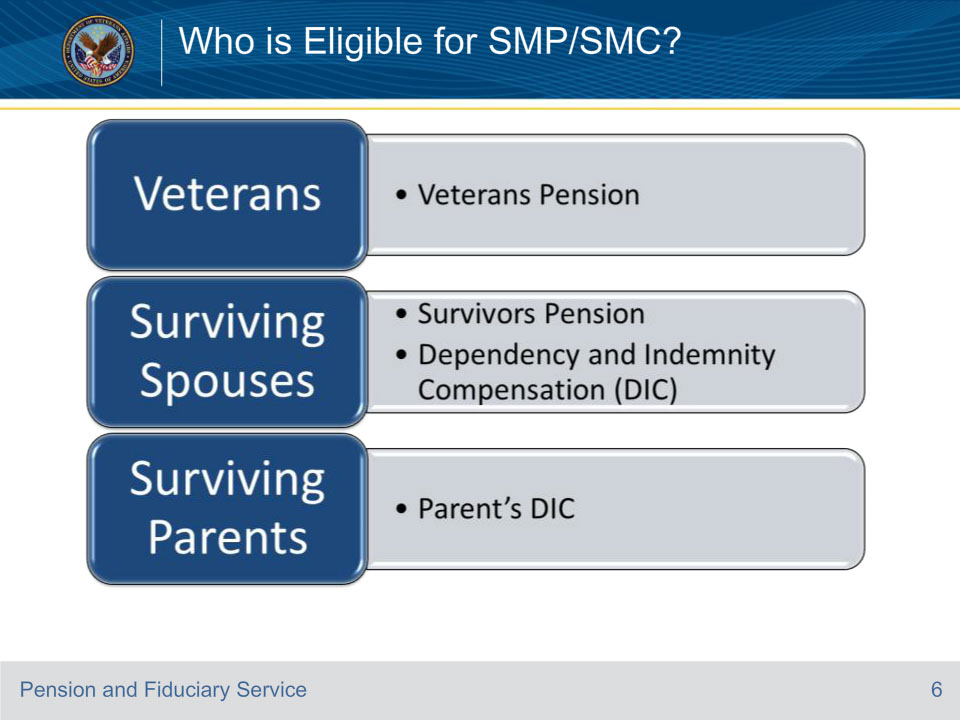 Who is Eligible for SMP/SMC?
Veterans
• Veterans Pension
Surviving
Spouses
• Survivors Pension
• Dependency and Indemnity
Compensation (DIC)
Surviving
Parents
• Parent’s DIC
Pension and Fiduciary Service
6